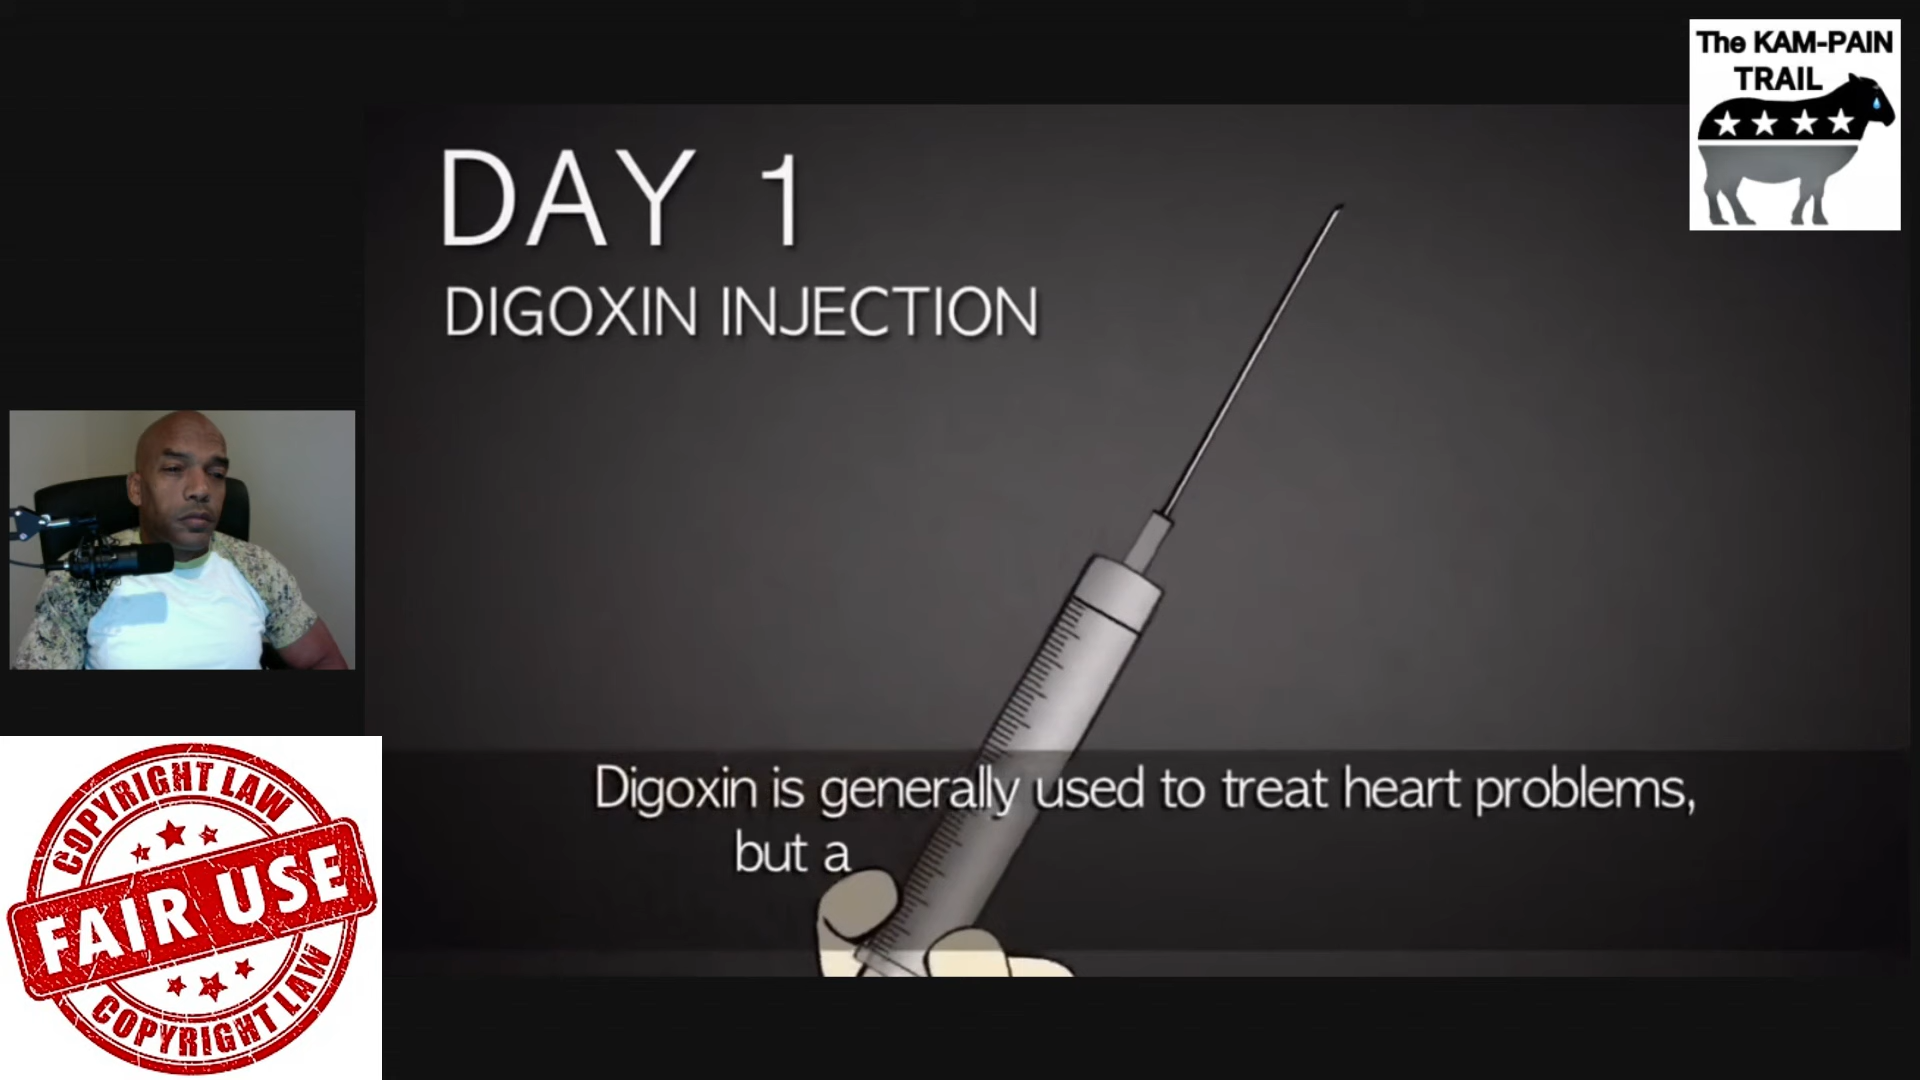 The KAM-PAIN
TRAIL
DAY 1
DIGOXIN INJECTION
Digoxin is generally used to treat heart problems,
but a
COPYRIGHT LAW
FAIR USE
COPYRIGHT LAW